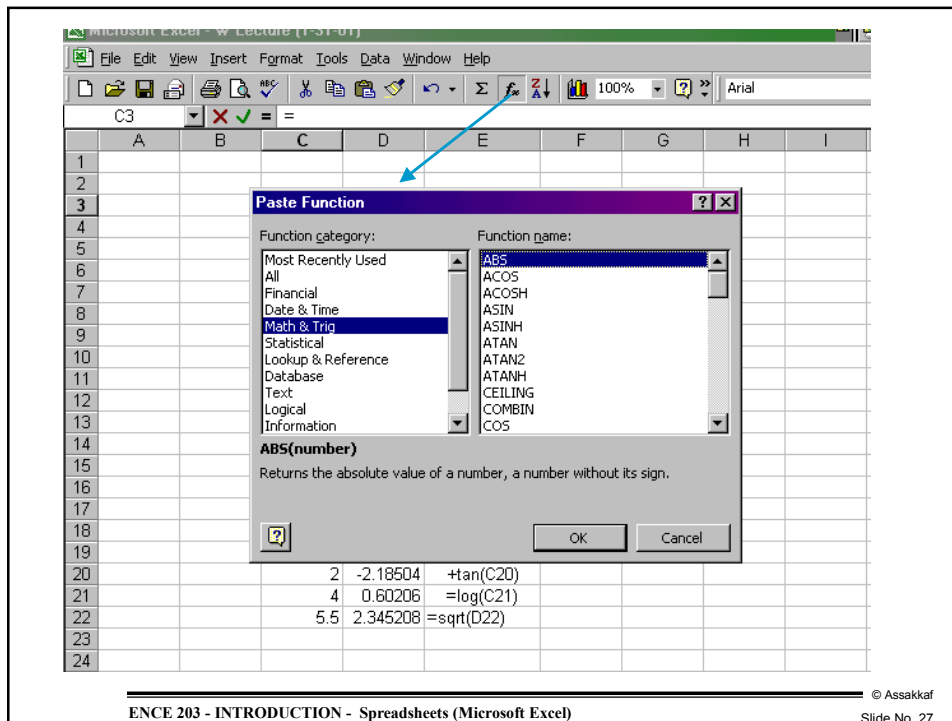 Microsoft Excel - W Lecture (1-31-01)
File Edit View Insert Format Tools Data Window Help
100% Arial
C3 = =
A B C D E F G H I
1
2
3
4
5
6
7
8
9
10
11
12
13
14
15
16
17
18
19
Paste Function
Function category: Function name:
Most Recently Used ABS
All ACOS
Financial ACOSH
Date & Time ASIN
Math & Trig ASINH
Statistical ATAN
Lookup & Reference ATAN2
Database ATANH
Text CEILING
Logical COMBIN
Information COS
ABS(number)
Returns the absolute value of a number, a number without its sign.
OK Cancel
20 2 -2.18504 +tan(C20)
21 4 0.60206 =log(C21)
22 5.5 2.345208 =sqrt(D22)
23
24
© Assakkaf
ENCE 203 - INTRODUCTION - Spreadsheets (Microsoft Excel)
Slide No. 27